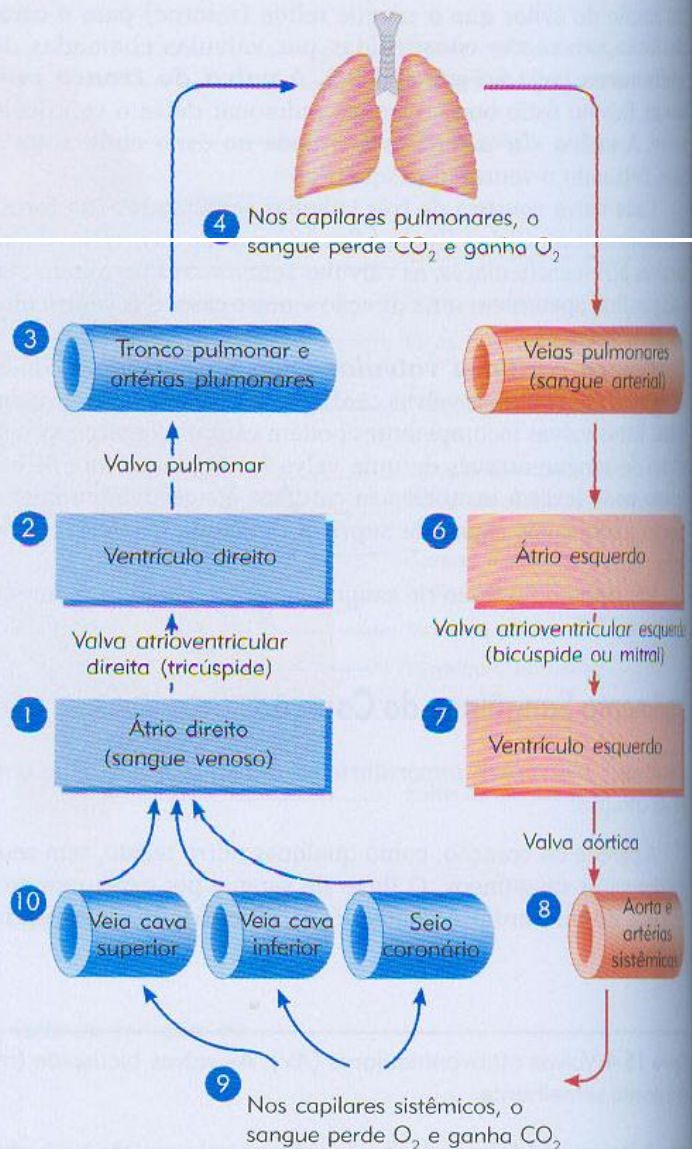 4
Nos capilares pulmonares, o
sangue perde CO₂ e ganha O₂
3
Tronco pulmonar e
artérias plumonares
Veias pulmonares
(sangue arterial)
Valva pulmonar
2
Ventrículo direito
6
Átrio esquerdo
Valva atrioventricular
direita (tricúspide)
Valva atrioventricular esquerda
(bicúspide ou mitral)
1
Átrio direito
(sangue venoso)
7
Ventrículo esquerdo
Valva aórtica
10
Veia cava
superior
Veia cava
inferior
Seio
coronário
8
Aorta e
artérias
sistêmicas
9
Nos capilares sistêmicos, o
sangue perde O₂ e ganha CO₂